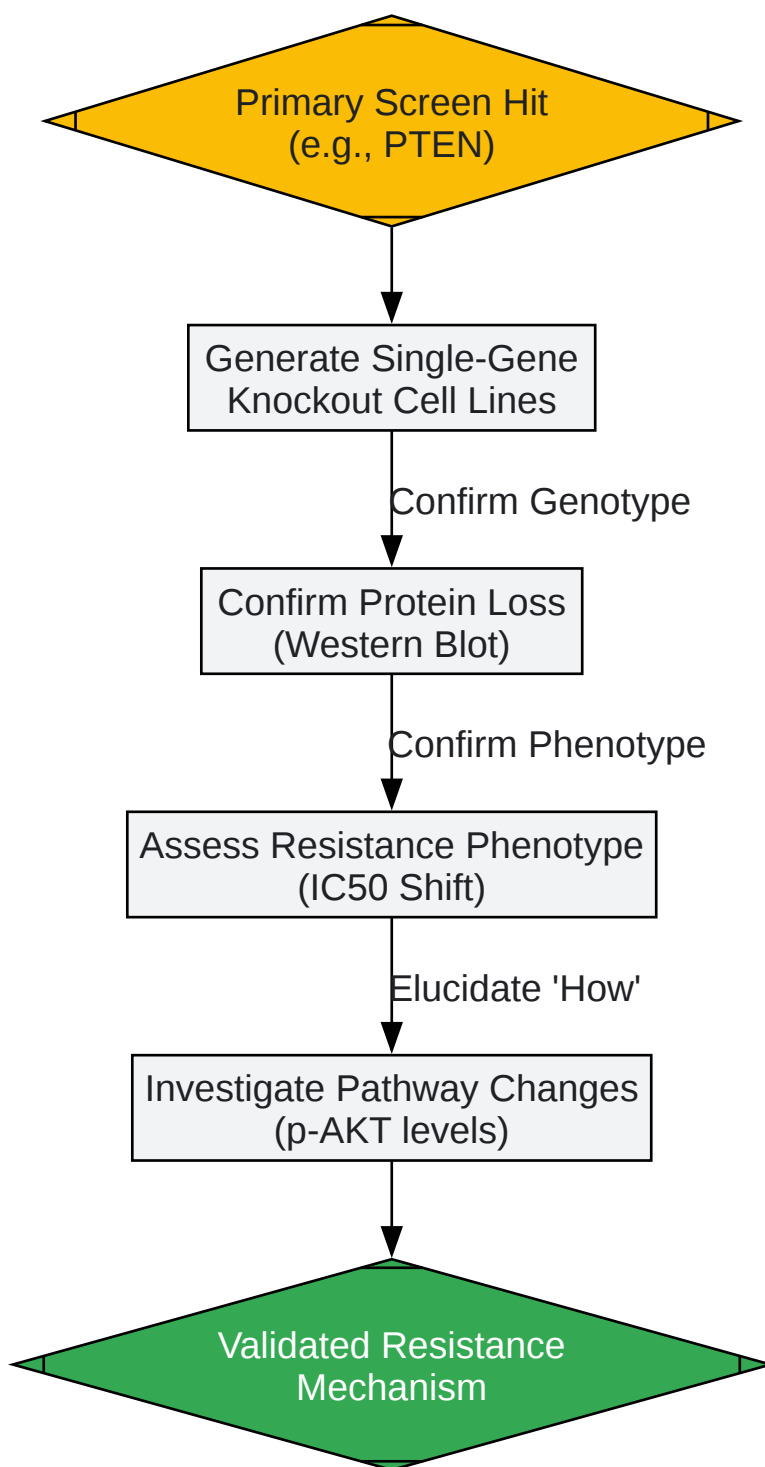 Primary Screen Hit
(e.g., PTEN)
Generate Single-Gene
Knockout Cell Lines
Confirm Genotype
Confirm Protein Loss
(Western Blot)
Confirm Phenotype
Assess Resistance Phenotype
(IC50 Shift)
Elucidate 'How'
Investigate Pathway Changes
(p-AKT levels)
Validated Resistance
Mechanism